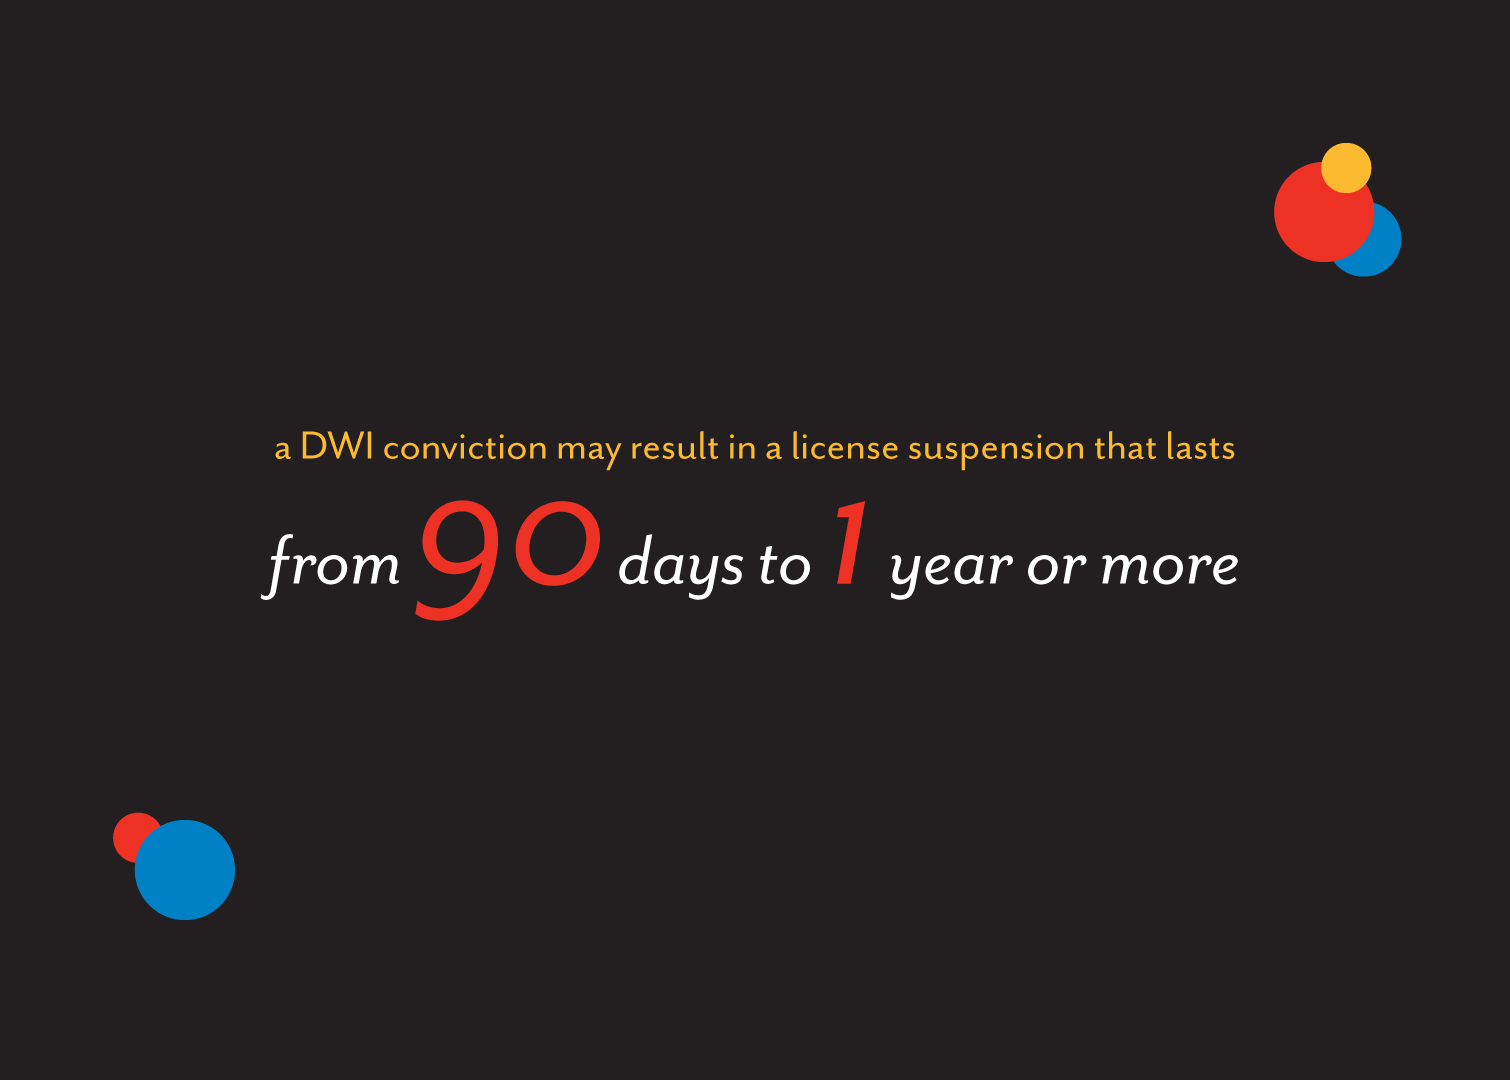 a DWI conviction may result in a license suspension that lasts
from 90 days to 1 year or more